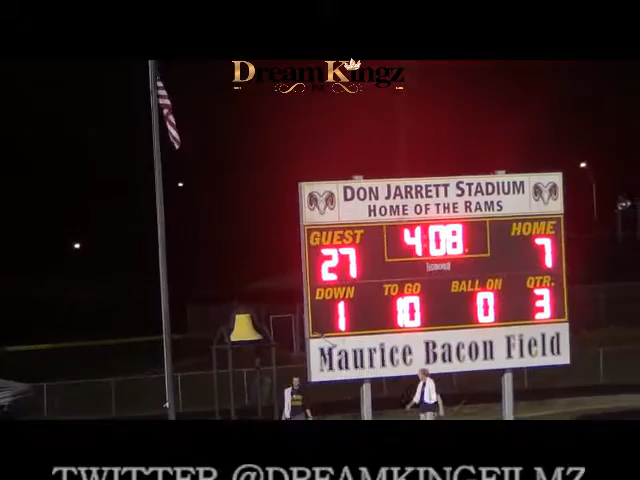 DreamKingz
DON JARRETT STADIUM
HOME OF THE RAMS
GUEST 4:08 HOME
27 7
DOWN TO GO BALL ON QTR.
1 10 0 3
Maurice Bacon Field
TWITTER @DREAMKINGFILMZ